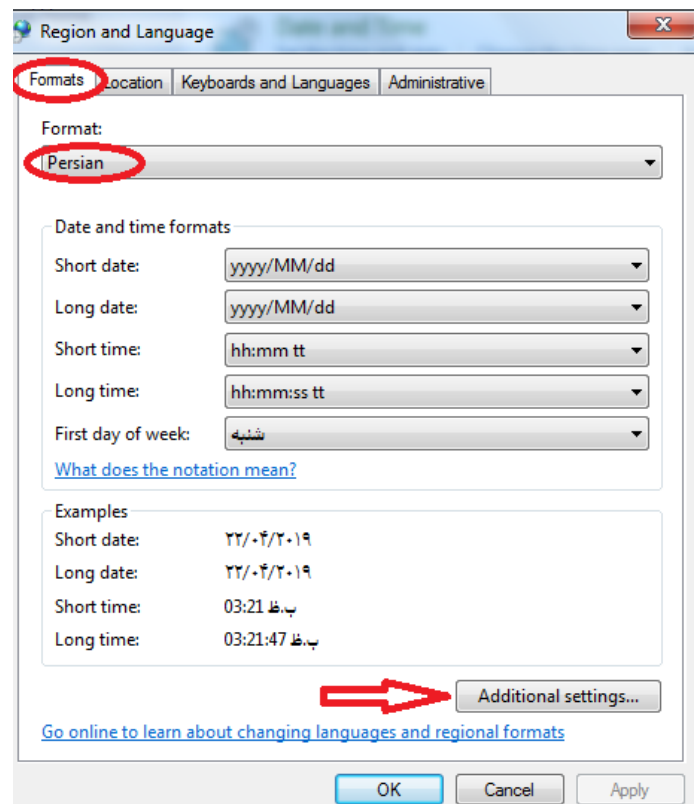 Region and Language
Formats Location Keyboards and Languages Administrative
Format:
Persian
Date and time formats
Short date: yyyy/MM/dd
Long date: yyyy/MM/dd
Short time: hh:mm tt
Long time: hh:mm:ss tt
First day of week: شنبه
What does the notation mean?
Examples
Short date: ۲۲/۰۴/۲۰۱۹
Long date: ۲۲/۰۴/۲۰۱۹
Short time: 03:21 ب.ظ
Long time: 03:21:47 ب.ظ
Additional settings...
Go online to learn about changing languages and regional formats
OK Cancel Apply